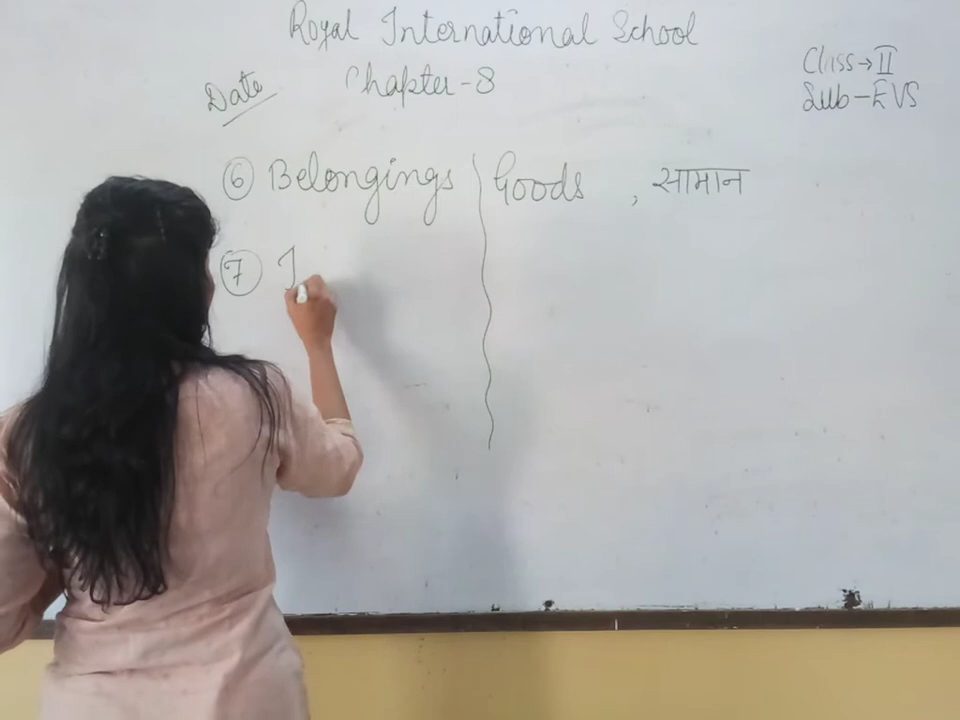 Royal International School
Date Chapter-8 Class→II
Sub-EVS
6 Belongings Goods , सामान
7